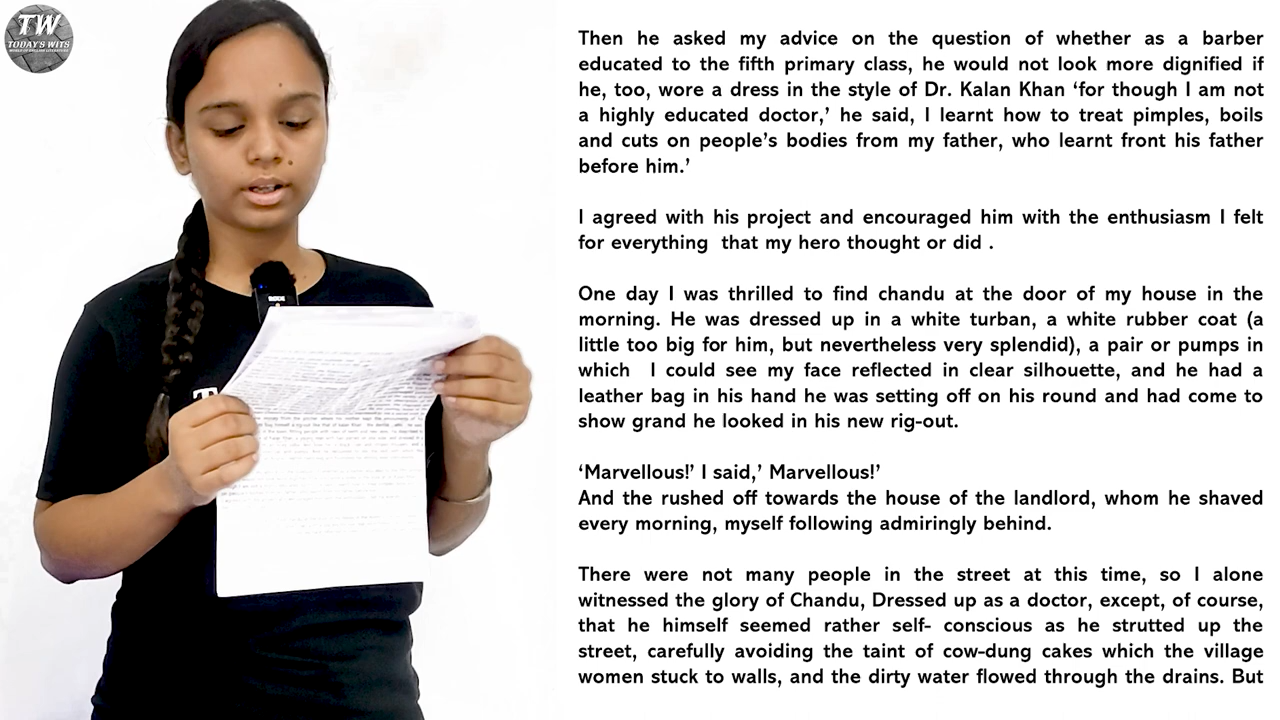 TW
TODAY'S WITS
Then he asked my advice on the question of whether as a barber
educated to the fifth primary class, he would not look more dignified if
he, too, wore a dress in the style of Dr. Kalan Khan ‘for though I am not
a highly educated doctor,’ he said, I learnt how to treat pimples, boils
and cuts on people’s bodies from my father, who learnt front his father
before him.’
I agreed with his project and encouraged him with the enthusiasm I felt
for everything that my hero thought or did .
One day I was thrilled to find chandu at the door of my house in the
morning. He was dressed up in a white turban, a white rubber coat (a
little too big for him, but nevertheless very splendid), a pair or pumps in
which I could see my face reflected in clear silhouette, and he had a
leather bag in his hand he was setting off on his round and had come to
show grand he looked in his new rig-out.
‘Marvellous!’ I said,’ Marvellous!’
And the rushed off towards the house of the landlord, whom he shaved
every morning, myself following admiringly behind.
There were not many people in the street at this time, so I alone
witnessed the glory of Chandu, Dressed up as a doctor, except, of course,
that he himself seemed rather self- conscious as he strutted up the
street, carefully avoiding the taint of cow-dung cakes which the village
women stuck to walls, and the dirty water flowed through the drains. But